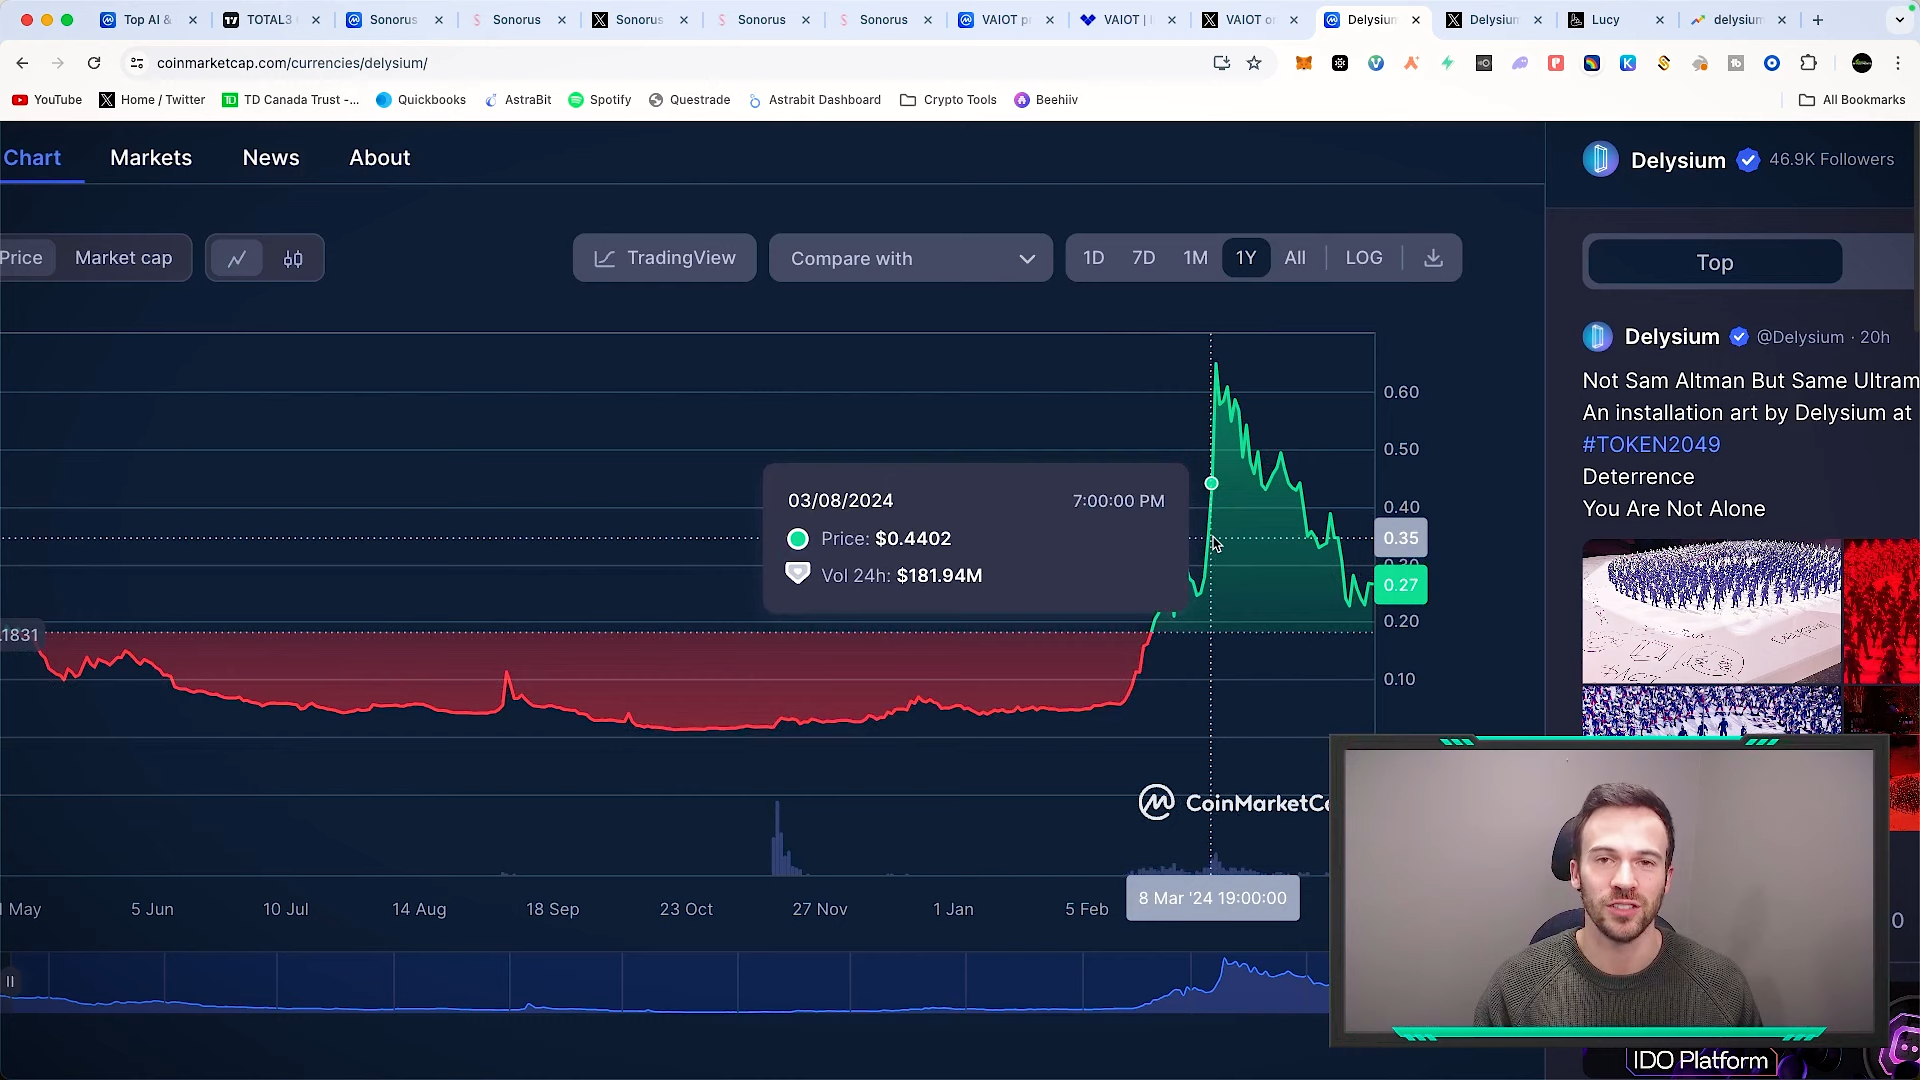 Top AI &
TOTAL3
Sonorus
Sonorus
Sonorus
Sonorus
Sonorus
VAIOT p
VAIOT |
VAIOT o
Delysium
Delysium
Lucy
delysium
coinmarketcap.com/currencies/delysium/
YouTube
Home / Twitter
TD Canada Trust -...
Quickbooks
AstraBit
Spotify
Questrade
Astrabit Dashboard
Crypto Tools
Beehiiv
All Bookmarks
Chart
Markets
News
About
Price
Market cap
TradingView
Compare with
1D
7D
1M
1Y
All
LOG
0.60
0.50
0.40
0.35
0.30
0.27
0.20
0.10
.1831
03/08/2024
7:00:00 PM
Price: $0.4402
Vol 24h: $181.94M
CoinMarketCa
May
5 Jun
10 Jul
14 Aug
18 Sep
23 Oct
27 Nov
1 Jan
5 Feb
8 Mar '24 19:00:00
Delysium
46.9K Followers
Top
Delysium
@Delysium · 20h
Not Sam Altman But Same Ultram
An installation art by Delysium at
#TOKEN2049
Deterrence
You Are Not Alone
0
IDO Platform